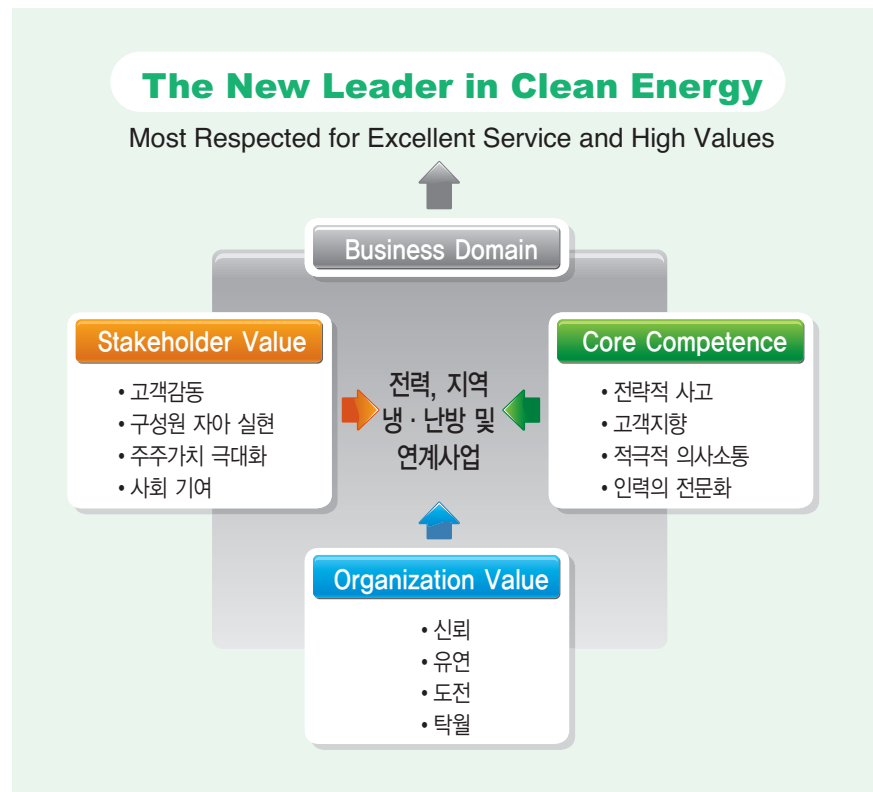 The New Leader in Clean Energy
Most Respected for Excellent Service and High Values
Business Domain
Stakeholder Value
• 고객감동
• 구성원 자아 실현
• 주주가치 극대화
• 사회 기여
전력, 지역
냉·난방 및
연계사업
Core Competence
• 전략적 사고
• 고객지향
• 적극적 의사소통
• 인력의 전문화
Organization Value
• 신뢰
• 유연
• 도전
• 탁월